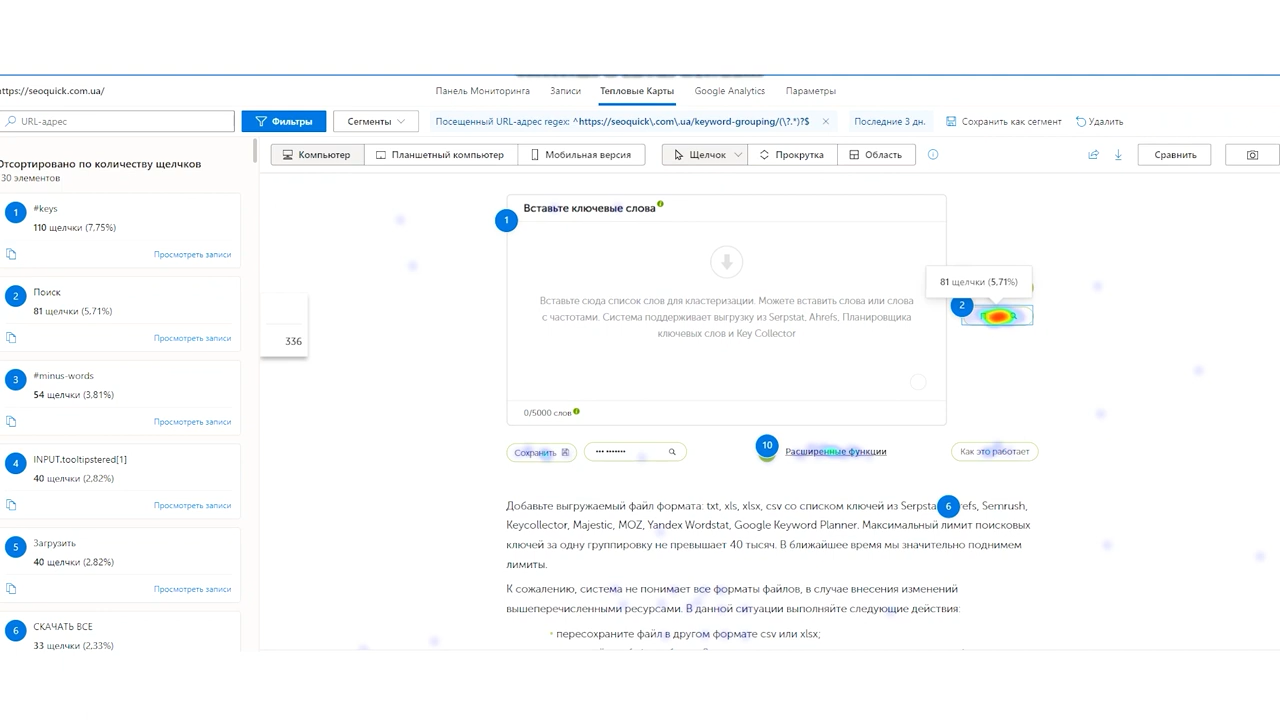 https://seoquick.com.ua/
Панель Мониторинга Записи Тепловые Карты Google Analytics Параметры
URL-адрес Фильтры Сегменты Посещенный URL-адрес regex: ^https://seoquick\.com\.ua/keyword-grouping/(\?.*)?$ × Последние 3 дн. Сохранить как сегмент Удалить
Отсортировано по количеству щелчков
30 элементов
Компьютер Планшетный компьютер Мобильная версия Щелчок Прокрутка Область Сравнить
1 #keys
110 щелчки (7,75%)
Просмотреть записи
2 Поиск
81 щелчки (5,71%)
Просмотреть записи
3 #minus-words
54 щелчки (3,81%)
Просмотреть записи
4 INPUT.tooltipstered[1]
40 щелчки (2,82%)
Просмотреть записи
5 Загрузить
40 щелчки (2,82%)
Просмотреть записи
6 СКАЧАТЬ ВСЕ
33 щелчки (2,33%)
336
1 Вставьте ключевые слова
Вставьте сюда список слов для кластеризации. Можете вставить слова или слова
с частотами. Система поддерживает выгрузку из Serpstat, Ahrefs, Планировщика
ключевых слов и Key Collector
0/5000 слов
81 щелчки (5,71%)
2
Сохранить ••• ••••••• 10 Расширенные функции Как это работает
6
Добавьте выгружаемый файл формата: txt, xls, xlsx, csv со списком ключей из Serpsta refs, Semrush,
Keycollector, Majestic, MOZ, Yandex Wordstat, Google Keyword Planner. Максимальный лимит поисковых
ключей за одну группировку не превышает 40 тысяч. В ближайшее время мы значительно поднимем
лимиты.
К сожалению, система не понимает все форматы файлов, в случае внесения изменений
вышеперечисленными ресурсами. В данной ситуации выполняйте следующие действия:
• пересохраните файл в другом формате csv или xlsx;